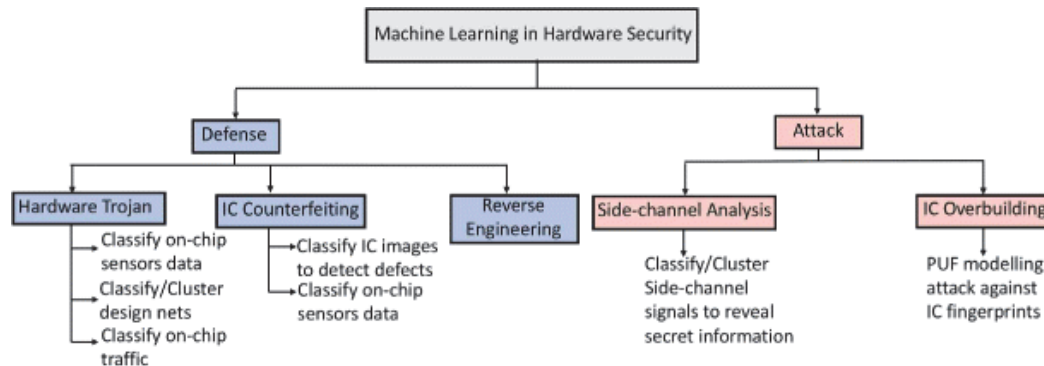 Machine Learning in Hardware Security
Defense
Attack
Hardware Trojan
IC Counterfeiting
Reverse
Engineering
Side-channel Analysis
IC Overbuilding
Classify on-chip
sensors data
Classify/Cluster
design nets
Classify on-chip
traffic
Classify IC images
to detect defects
Classify on-chip
sensors data
Classify/Cluster
Side-channel
signals to reveal
secret information
PUF modelling
attack against
IC fingerprints